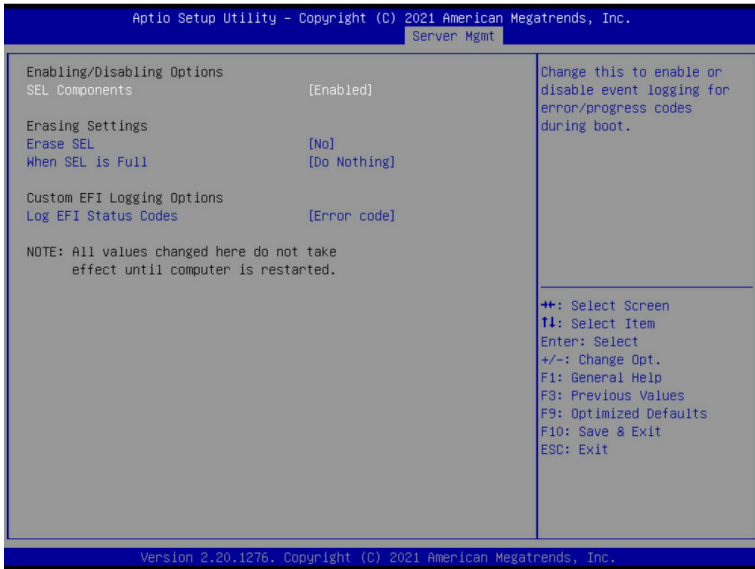 Aptio Setup Utility – Copyright (C) 2021 American Megatrends, Inc.
Server Mgmt
Enabling/Disabling Options
SEL Components [Enabled]
Erasing Settings
Erase SEL [No]
When SEL is Full [Do Nothing]
Custom EFI Logging Options
Log EFI Status Codes [Error code]
NOTE: All values changed here do not take
effect until computer is restarted.
Change this to enable or
disable event logging for
error/progress codes
during boot.
→←: Select Screen
↑↓: Select Item
Enter: Select
+/-: Change Opt.
F1: General Help
F3: Previous Values
F9: Optimized Defaults
F10: Save & Exit
ESC: Exit
Version 2.20.1276. Copyright (C) 2021 American Megatrends, Inc.